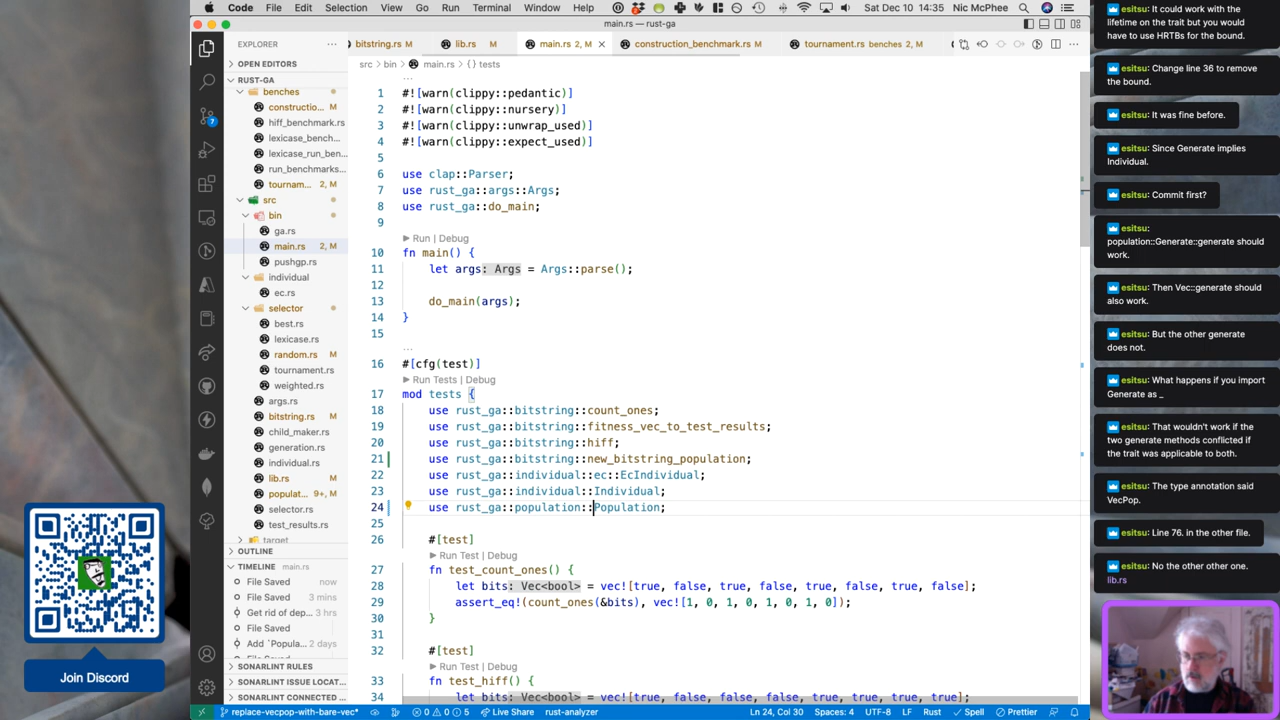 Code File Edit Selection View Go Run Terminal Window Help
Sat Dec 10 14:35 Nic McPhee
main.rs — rust-ga
EXPLORER
bitstring.rs M
lib.rs M
main.rs 2, M
construction_benchmark.rs M
tournament.rs benches 2, M
OPEN EDITORS
RUST-GA
benches
constructio... M
hiff_benchmark.rs
lexicase_bench...
lexicase_run_ben...
run_benchmarks...
tournam... 2, M
src
bin
ga.rs
main.rs 2, M
pushgp.rs
individual
ec.rs
selector
best.rs
lexicase.rs
random.rs M
tournament.rs
weighted.rs
args.rs
bitstring.rs M
child_maker.rs
generation.rs
individual.rs
lib.rs M
populat... 9+, M
selector.rs
test_results.rs
target
OUTLINE
TIMELINE main.rs
File Saved now
File Saved 3 mins
Get rid of dep... 3 hrs
File Saved
Add `Popula... 2 days
SONARLINT RULES
SONARLINT ISSUE LOCAT...
SONARLINT CONNECTED ...
src > bin > main.rs > {} tests
1 #![warn(clippy::pedantic)]
2 #![warn(clippy::nursery)]
3 #![warn(clippy::unwrap_used)]
4 #![warn(clippy::expect_used)]
5
6 use clap::Parser;
7 use rust_ga::args::Args;
8 use rust_ga::do_main;
9
Run | Debug
10 fn main() {
11 let args: Args = Args::parse();
12
13 do_main(args);
14 }
15
16 #[cfg(test)]
Run Tests | Debug
17 mod tests {
18 use rust_ga::bitstring::count_ones;
19 use rust_ga::bitstring::fitness_vec_to_test_results;
20 use rust_ga::bitstring::hiff;
21 use rust_ga::bitstring::new_bitstring_population;
22 use rust_ga::individual::ec::EcIndividual;
23 use rust_ga::individual::Individual;
24 use rust_ga::population::Population;
25
26 #[test]
Run Test | Debug
27 fn test_count_ones() {
28 let bits: Vec<bool> = vec![true, false, true, false, true, false, true, false];
29 assert_eq!(count_ones(&bits), vec![1, 0, 1, 0, 1, 0, 1, 0]);
30 }
31
32 #[test]
Run Test | Debug
33 fn test_hiff() {
34 let bits: Vec<bool> = vec![true, false, false, false, true, true, true, true];
replace-vecpop-with-bare-vec* 0 0 5 Live Share rust-analyzer
Ln 24, Col 30 Spaces: 4 UTF-8 LF Rust Spell Prettier
Join Discord
esitsu: It could work with the
lifetime on the trait but you would
have to use HRTBs for the bound.
esitsu: Change line 36 to remove
the bound.
esitsu: It was fine before.
esitsu: Since Generate implies
Individual.
esitsu: Commit first?
esitsu:
population::Generate::generate should
work.
esitsu: Then Vec::generate should
also work.
esitsu: But the other generate
does not.
esitsu: What happens if you import
Generate as _
esitsu: That wouldn't work if the
two generate methods conflicted
if the trait was applicable to both.
esitsu: The type annotation said
VecPop.
esitsu: Line 76. in the other file.
esitsu: No the other other one.
lib.rs